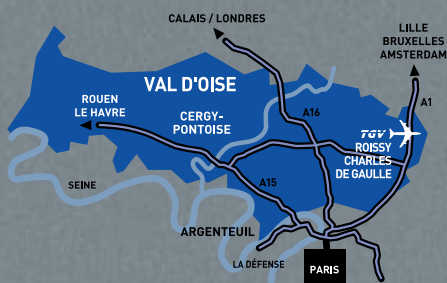 CALAIS / LONDRES
LILLE
BRUXELLES
AMSTERDAM
VAL D'OISE
ROUEN
LE HAVRE
CERGY-
PONTOISE
A16
A1
TGV
ROISSY
CHARLES
DE GAULLE
SEINE
A15
ARGENTEUIL
LA DÉFENSE
PARIS